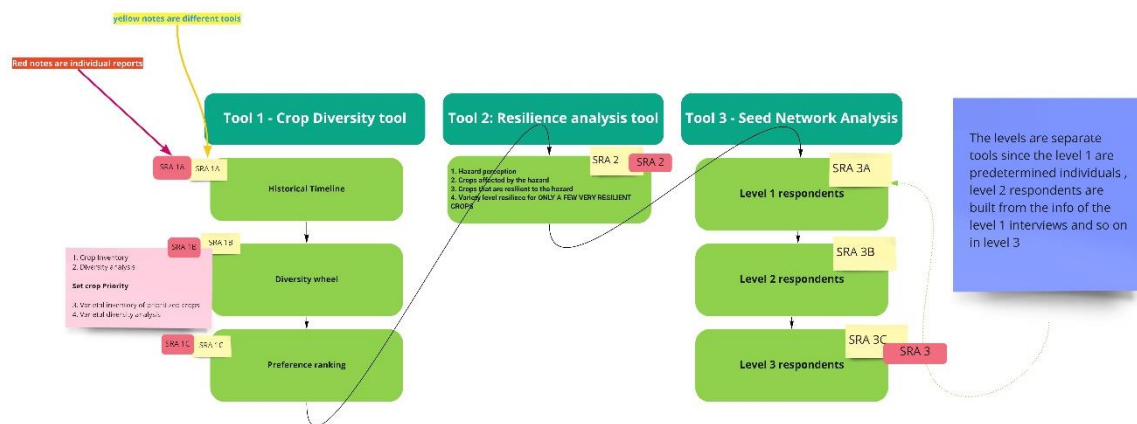 yellow notes are different tools
Red notes are individual reports
Tool 1 - Crop Diversity tool
SRA 1A
SRA 1A
Historical Timeline
SRA 1B
SRA 1B
1. Crop Inventory
2. Diversity analysis
Set crop Priority
3. Varietal inventory of prioritized crops
4. Varietal diversity analysis
Diversity wheel
SRA 1C
SRA 1C
Preference ranking
Tool 2: Resilience analysis tool
SRA 2
SRA 2
1. Hazard perception
2. Crops affected by the hazard
3. Crops that are resilient to the hazard
4. Variety level resiliece for ONLY A FEW VERY RESILIENT
CROPS
Tool 3 - Seed Network Analysis
SRA 3A
Level 1 respondents
SRA 3B
Level 2 respondents
SRA 3C
SRA 3
Level 3 respondents
The levels are separate
tools since the level 1 are
predetermined individuals ,
level 2 respondents are
built from the info of the
level 1 interviews and so on
in level 3